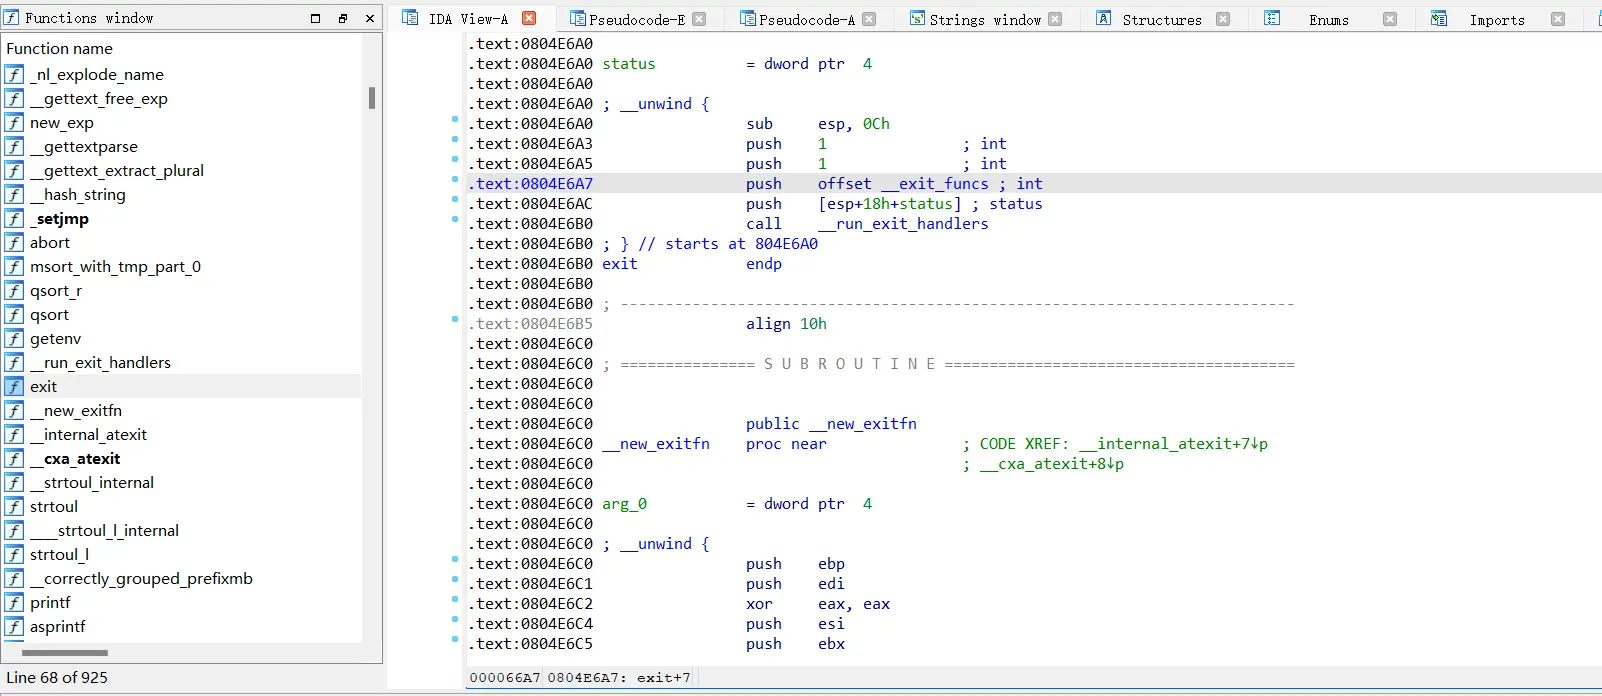 Functions window
IDA View-A
Pseudocode-E
Pseudocode-A
Strings window
Structures
Enums
Imports
Function name
_nl_explode_name
__gettext_free_exp
new_exp
__gettextparse
__gettext_extract_plural
__hash_string
_setjmp
abort
msort_with_tmp_part_0
qsort_r
qsort
getenv
__run_exit_handlers
exit
__new_exitfn
__internal_atexit
__cxa_atexit
__strtoul_internal
strtoul
____strtoul_l_internal
strtoul_l
__correctly_grouped_prefixmb
printf
asprintf
Line 68 of 925
.text:0804E6A0
.text:0804E6A0 status = dword ptr 4
.text:0804E6A0
.text:0804E6A0 ; __unwind {
.text:0804E6A0 sub esp, 0Ch
.text:0804E6A3 push 1 ; int
.text:0804E6A5 push 1 ; int
.text:0804E6A7 push offset __exit_funcs ; int
.text:0804E6AC push [esp+18h+status] ; status
.text:0804E6B0 call __run_exit_handlers
.text:0804E6B0 ; } // starts at 804E6A0
.text:0804E6B0 exit endp
.text:0804E6B0
.text:0804E6B0 ; ---------------------------------------------------------------------------
.text:0804E6B5 align 10h
.text:0804E6C0
.text:0804E6C0 ; =============== S U B R O U T I N E =======================================
.text:0804E6C0
.text:0804E6C0
.text:0804E6C0 public __new_exitfn
.text:0804E6C0 __new_exitfn proc near ; CODE XREF: __internal_atexit+7↓p
.text:0804E6C0 ; __cxa_atexit+8↓p
.text:0804E6C0
.text:0804E6C0 arg_0 = dword ptr 4
.text:0804E6C0
.text:0804E6C0 ; __unwind {
.text:0804E6C0 push ebp
.text:0804E6C1 push edi
.text:0804E6C2 xor eax, eax
.text:0804E6C4 push esi
.text:0804E6C5 push ebx
000066A7 0804E6A7: exit+7